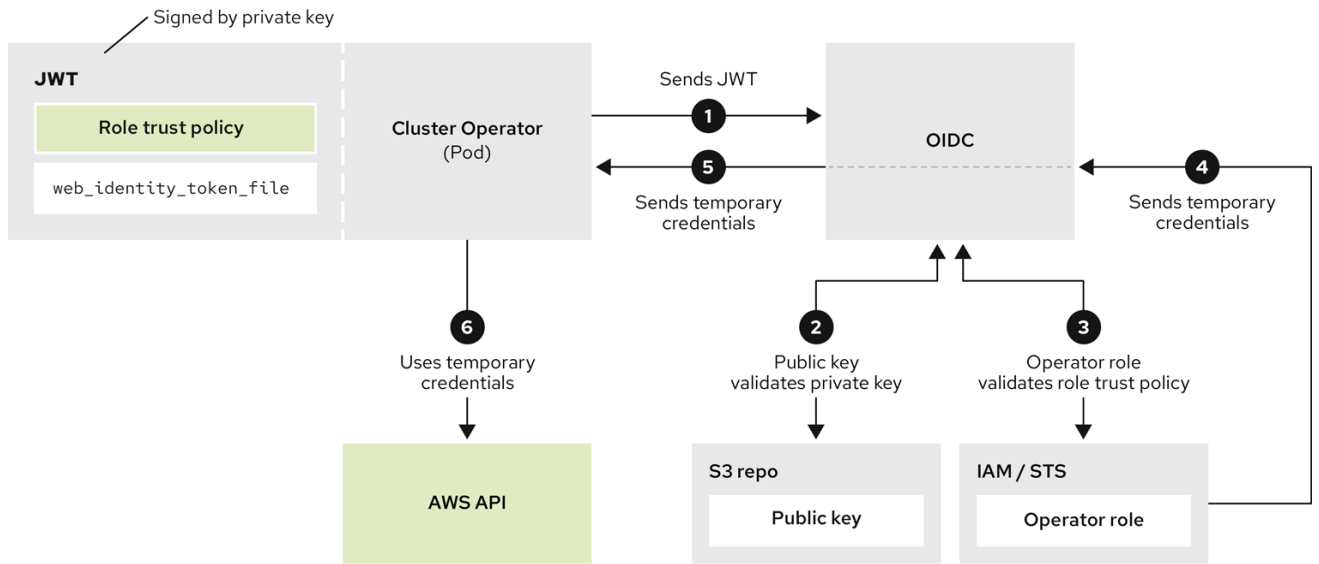 Signed by private key
JWT
Role trust policy
web_identity_token_file
Cluster Operator
(Pod)
Sends JWT
1
5
Sends temporary
credentials
OIDC
4
Sends temporary
credentials
6
Uses temporary
credentials
2
Public key
validates private key
3
Operator role
validates role trust policy
AWS API
S3 repo
Public key
IAM / STS
Operator role